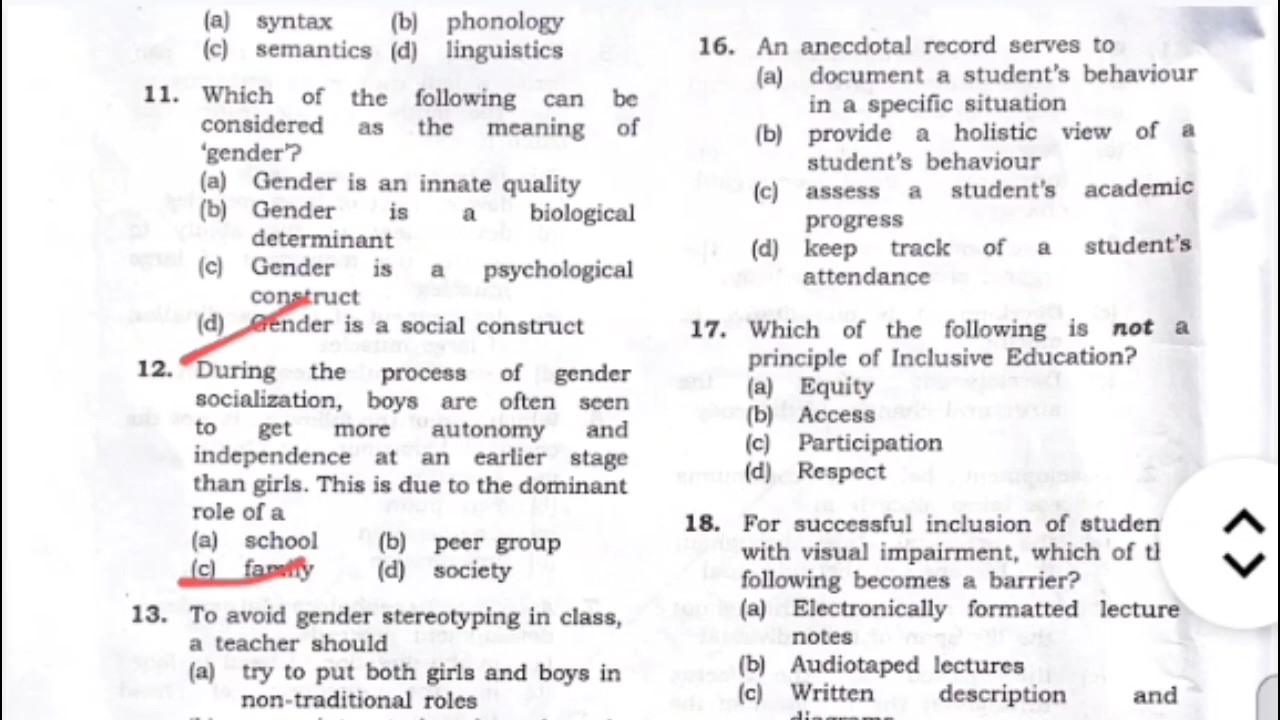 (a) syntax (b) phonology
(c) semantics (d) linguistics
11. Which of the following can be
considered as the meaning of
'gender'?
(a) Gender is an innate quality
(b) Gender is a biological
determinant
(c) Gender is a psychological
construct
(d) Gender is a social construct
12. During the process of gender
socialization, boys are often seen
to get more autonomy and
independence at an earlier stage
than girls. This is due to the dominant
role of a
(a) school (b) peer group
(c) family (d) society
13. To avoid gender stereotyping in class,
a teacher should
(a) try to put both girls and boys in
non-traditional roles
16. An anecdotal record serves to
(a) document a student's behaviour
in a specific situation
(b) provide a holistic view of a
student's behaviour
(c) assess a student's academic
progress
(d) keep track of a student's
attendance
17. Which of the following is not a
principle of Inclusive Education?
(a) Equity
(b) Access
(c) Participation
(d) Respect
18. For successful inclusion of studen
with visual impairment, which of th
following becomes a barrier?
(a) Electronically formatted lecture
notes
(b) Audiotaped lectures
(c) Written description and
diagrams